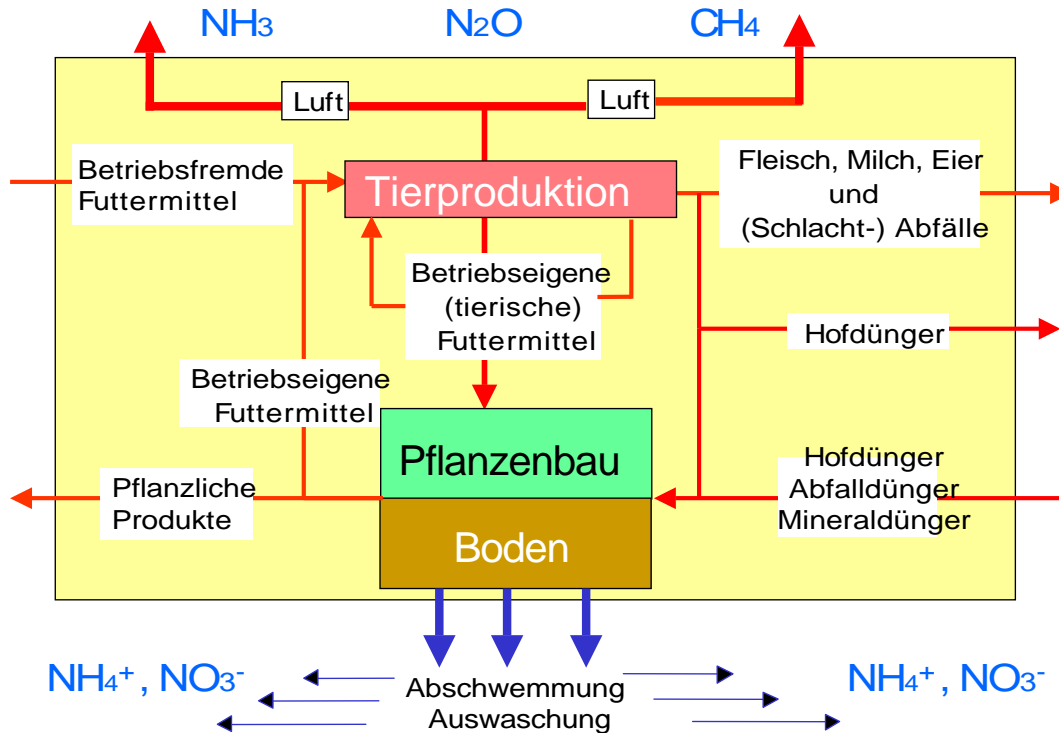 NH₃ N₂O CH₄
Luft
Luft
Betriebsfremde
Futtermittel
Tierproduktion
Fleisch, Milch, Eier
und
(Schlacht-) Abfälle
Betriebseigene
(tierische)
Futtermittel
Hofdünger
Betriebseigene
Futtermittel
Pflanzenbau
Hofdünger
Abfalldünger
Mineraldünger
Pflanzliche
Produkte
Boden
NH₄⁺, NO₃⁻
Abschwemmung
Auswaschung
NH₄⁺, NO₃⁻